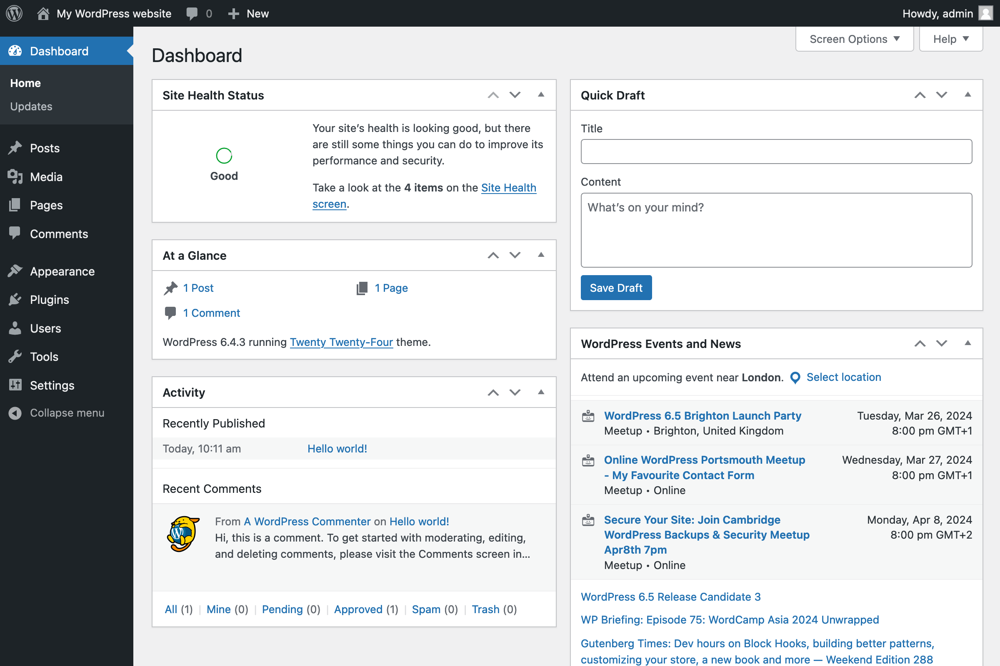 My WordPress website
0
New
Howdy, admin
Dashboard
Home
Updates
Posts
Media
Pages
Comments
Appearance
Plugins
Users
Tools
Settings
Collapse menu
Screen Options
Help
Dashboard
Site Health Status
Good
Your site’s health is looking good, but there
are still some things you can do to improve its
performance and security.
Take a look at the 4 items on the Site Health
screen.
At a Glance
1 Post
1 Page
1 Comment
WordPress 6.4.3 running Twenty Twenty-Four theme.
Activity
Recently Published
Today, 10:11 am
Hello world!
Recent Comments
From A WordPress Commenter on Hello world!
Hi, this is a comment. To get started with moderating, editing,
and deleting comments, please visit the Comments screen in…
All (1) | Mine (0) | Pending (0) | Approved (1) | Spam (0) | Trash (0)
Quick Draft
Title
Content
What’s on your mind?
Save Draft
WordPress Events and News
Attend an upcoming event near London.
Select location
WordPress 6.5 Brighton Launch Party
Meetup • Brighton, United Kingdom
Tuesday, Mar 26, 2024
8:00 pm GMT+1
Online WordPress Portsmouth Meetup
- My Favourite Contact Form
Meetup • Online
Wednesday, Mar 27, 2024
8:00 pm GMT+1
Secure Your Site: Join Cambridge
WordPress Backups & Security Meetup
Apr8th 7pm
Meetup • Online
Monday, Apr 8, 2024
8:00 pm GMT+2
WordPress 6.5 Release Candidate 3
WP Briefing: Episode 75: WordCamp Asia 2024 Unwrapped
Gutenberg Times: Dev hours on Block Hooks, building better patterns,
customizing your store, a new book and more — Weekend Edition 288